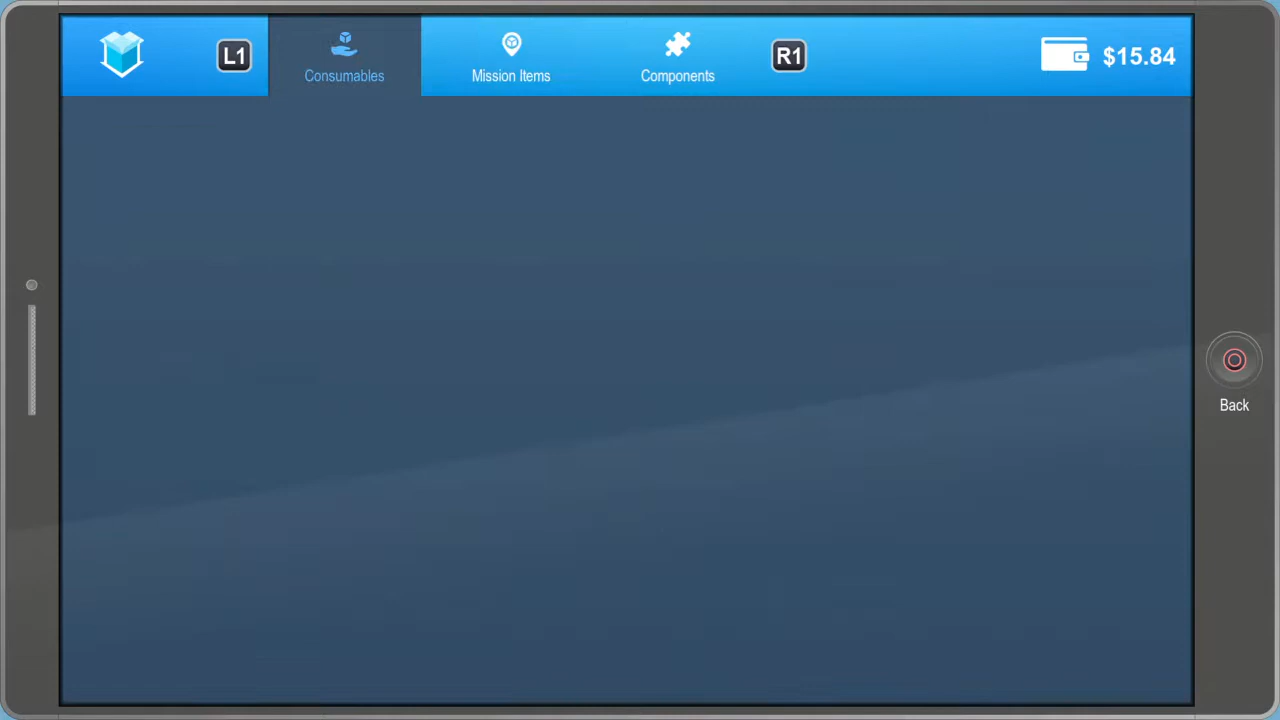 L1
Consumables
Mission Items
Components
R1
$15.84
Back